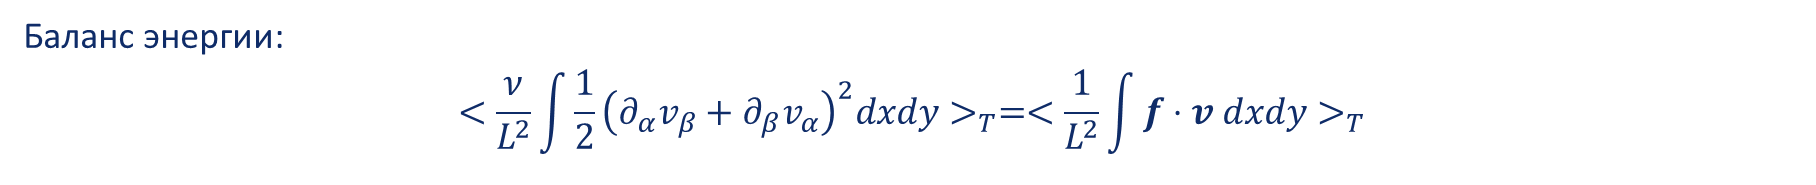 Баланс энергии:
< ν/L² ∫ 1/2 (∂_α v_β + ∂_β v_α)² dxdy >_T = < 1/L² ∫ 𝒇 · 𝒗 dxdy >_T